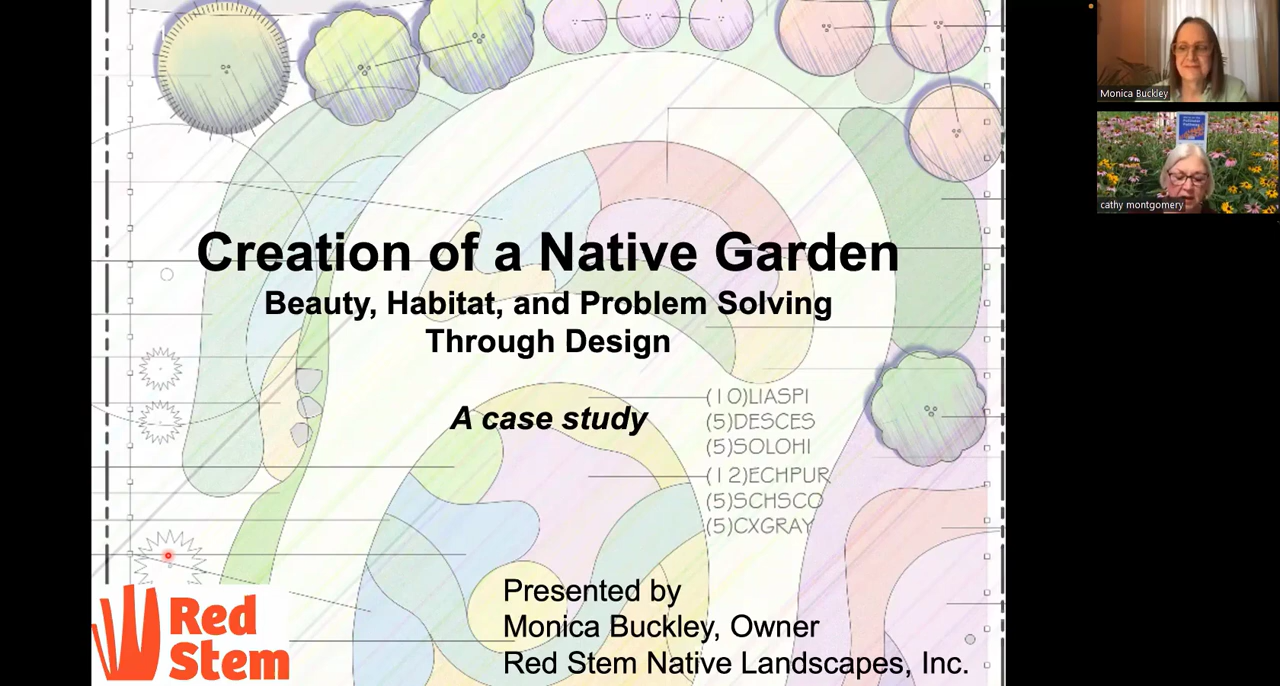 Creation of a Native Garden
Beauty, Habitat, and Problem Solving
Through Design
A case study
(10)LIASPI
(5)DESCES
(5)SOLOHI
(12)ECHPUR
(5)SCHSCO
(5)CXGRAY
Presented by
Monica Buckley, Owner
Red Stem Native Landscapes, Inc.
Red
Stem
Monica Buckley
cathy montgomery